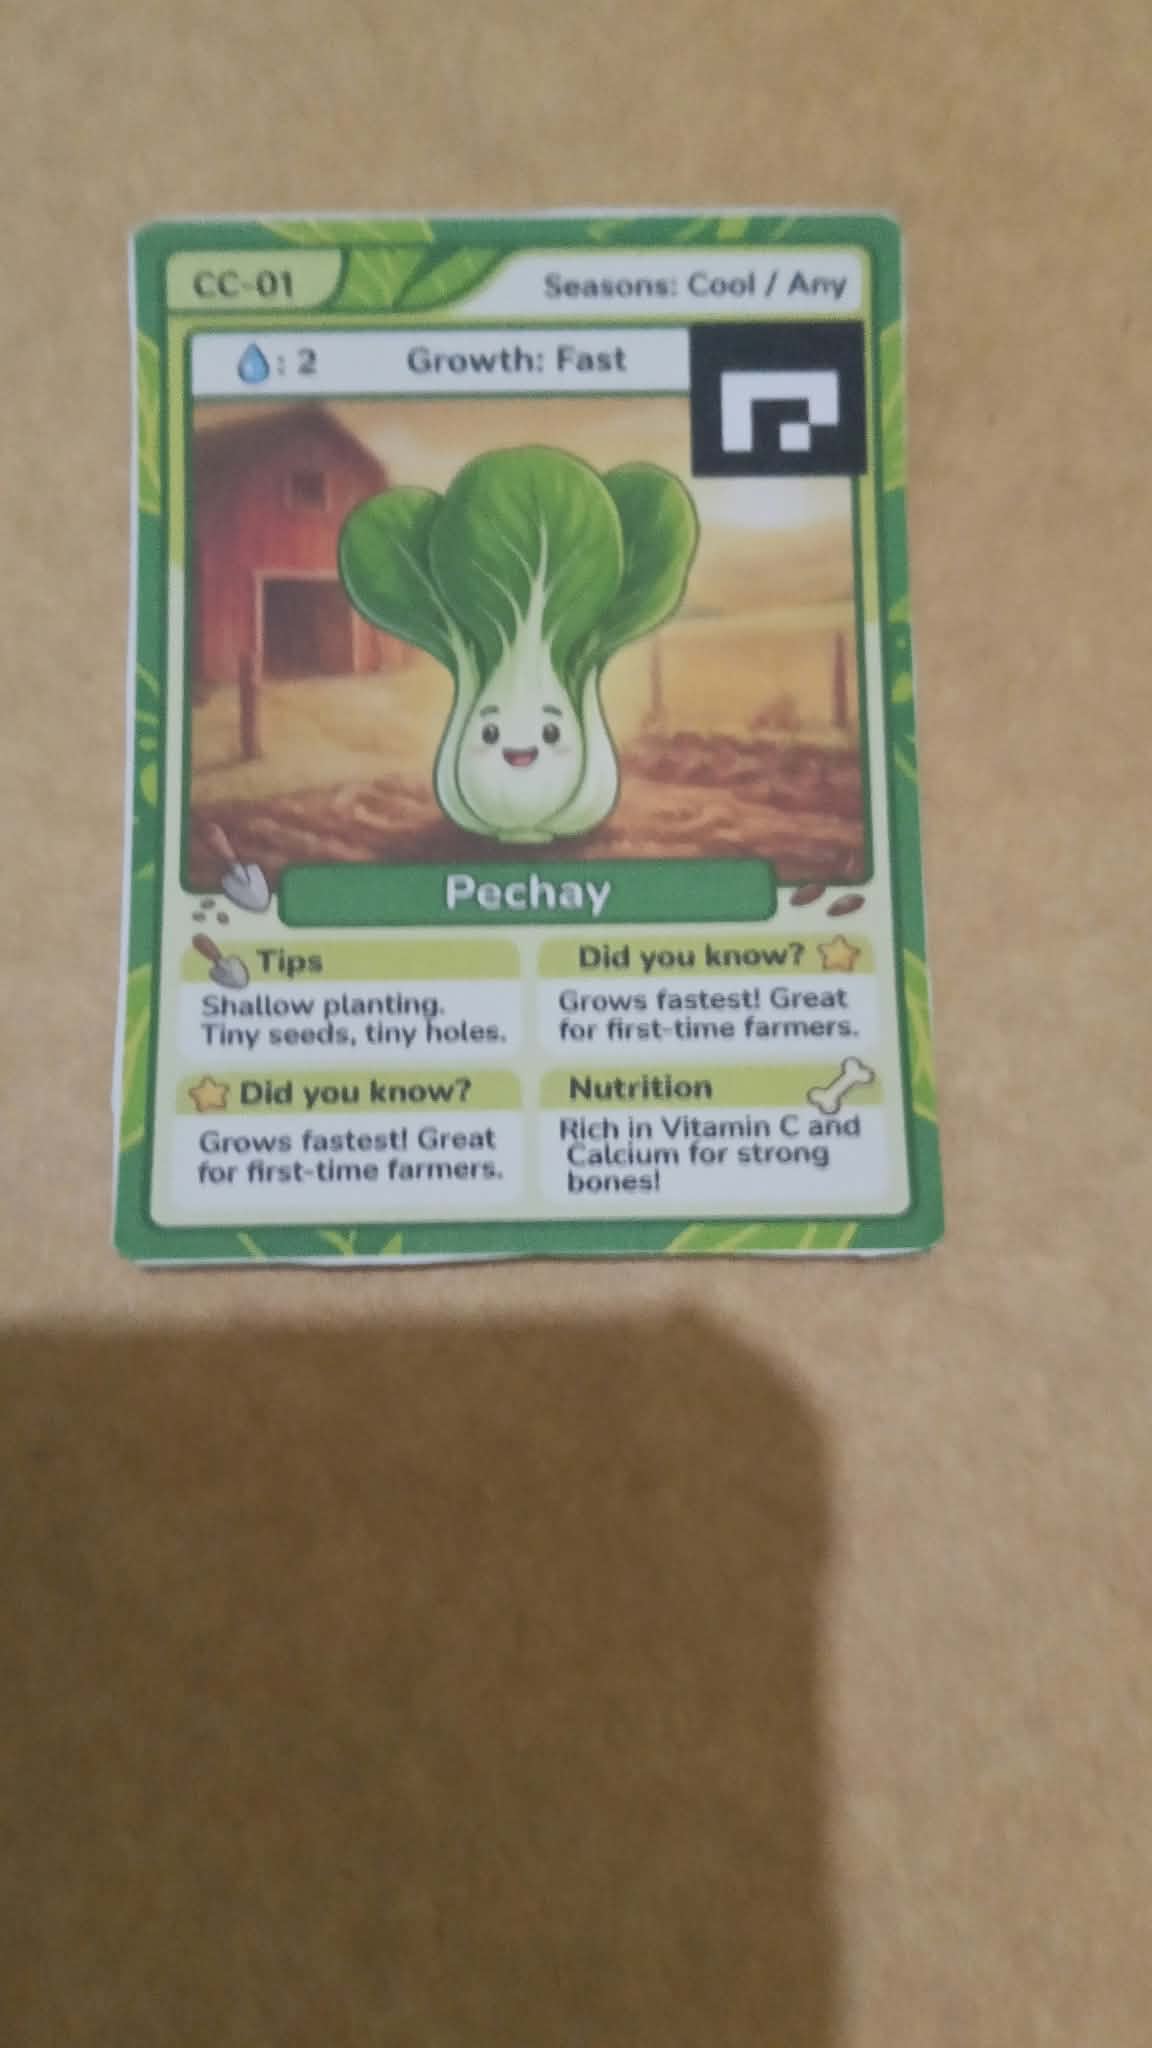 CC-01
Seasons: Cool / Any
: 2
Growth: Fast
Pechay
Tips
Shallow planting.
Tiny seeds, tiny holes.
Did you know?
Grows fastest! Great
for first-time farmers.
Did you know?
Grows fastest! Great
for first-time farmers.
Nutrition
Rich in Vitamin C and
Calcium for strong
bones!